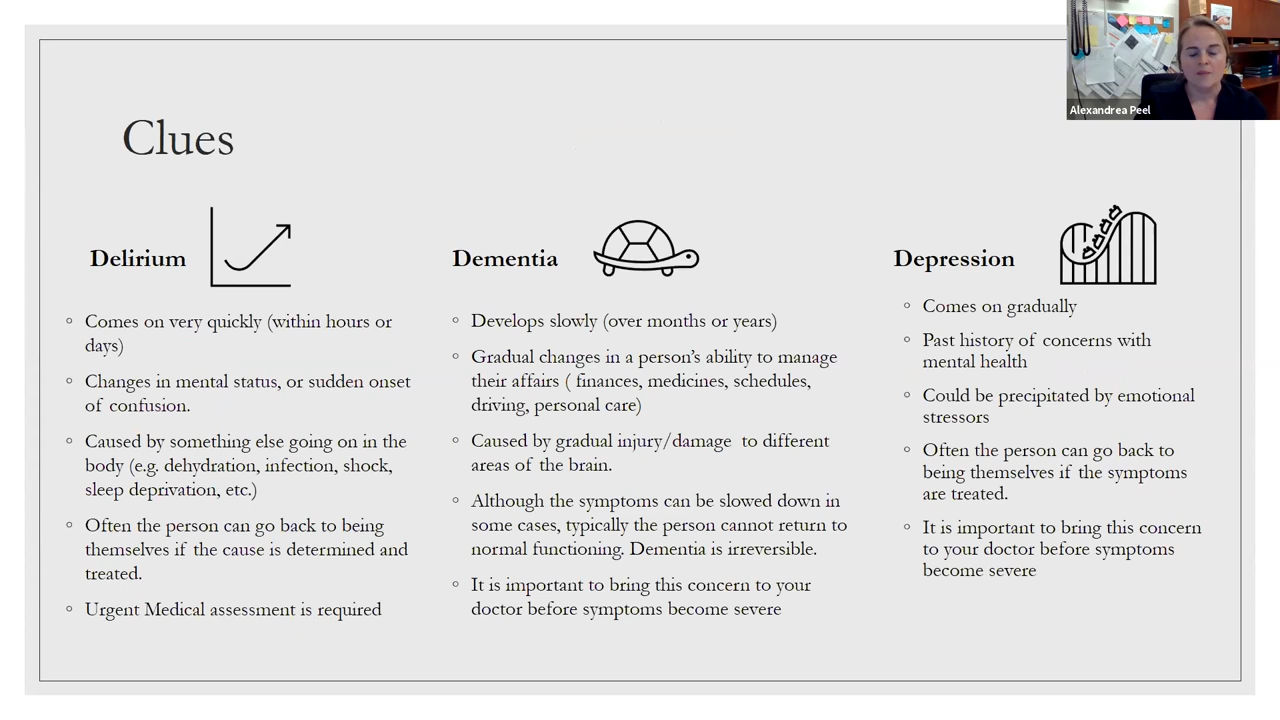 Alexandrea Peel
Clues
Delirium
Comes on very quickly (within hours or
days)
Changes in mental status, or sudden onset
of confusion.
Caused by something else going on in the
body (e.g. dehydration, infection, shock,
sleep deprivation, etc.)
Often the person can go back to being
themselves if the cause is determined and
treated.
Urgent Medical assessment is required
Dementia
Develops slowly (over months or years)
Gradual changes in a person’s ability to manage
their affairs ( finances, medicines, schedules,
driving, personal care)
Caused by gradual injury/damage to different
areas of the brain.
Although the symptoms can be slowed down in
some cases, typically the person cannot return to
normal functioning. Dementia is irreversible.
It is important to bring this concern to your
doctor before symptoms become severe
Depression
Comes on gradually
Past history of concerns with
mental health
Could be precipitated by emotional
stressors
Often the person can go back to
being themselves if the symptoms
are treated.
It is important to bring this concern
to your doctor before symptoms
become severe